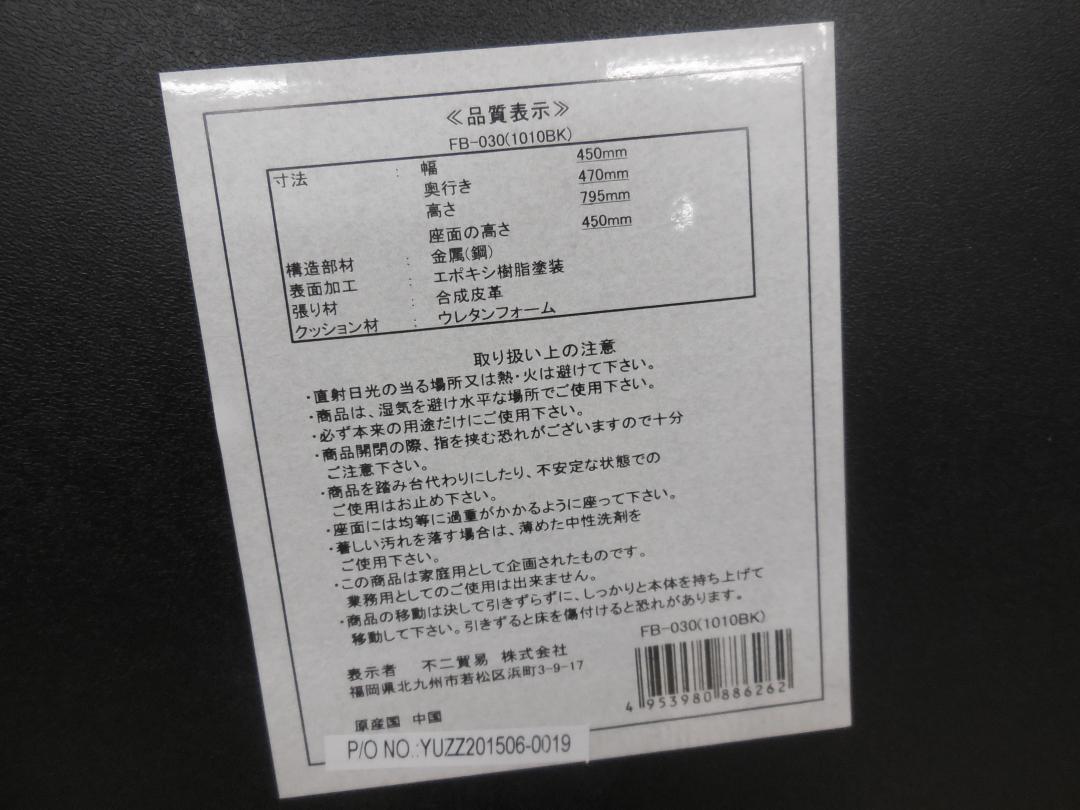 ≪品質表示≫
FB-030(1010BK)
寸法 : 幅 450mm
奥行き 470mm
高さ 795mm
座面の高さ 450mm
構造部材 : 金属(鋼)
表面加工 : エポキシ樹脂塗装
張り材 : 合成皮革
クッション材 : ウレタンフォーム
取り扱い上の注意
・直射日光の当る場所又は熱・火は避けて下さい。
・商品は、湿気を避け水平な場所でご使用下さい。
・必ず本来の用途だけにご使用下さい。
・商品開閉の際、指を挟む恐れがございますので十分
ご注意下さい。
・商品を踏み台代わりにしたり、不安定な状態での
ご使用はお止め下さい。
・座面には均等に過重がかかるように座って下さい。
・著しい汚れを落す場合は、薄めた中性洗剤を
ご使用下さい。
・この商品は家庭用として企画されたものです。
業務用としてのご使用は出来ません。
・商品の移動は決して引きずらずに、しっかりと本体を持ち上げて
移動して下さい。引きずると床を傷付けると恐れがあります。
表示者 不二貿易 株式会社
福岡県北九州市若松区浜町3-9-17
FB-030(1010BK)
4953980886262
原産国 中国
P/O NO.:YUZZ201506-0019